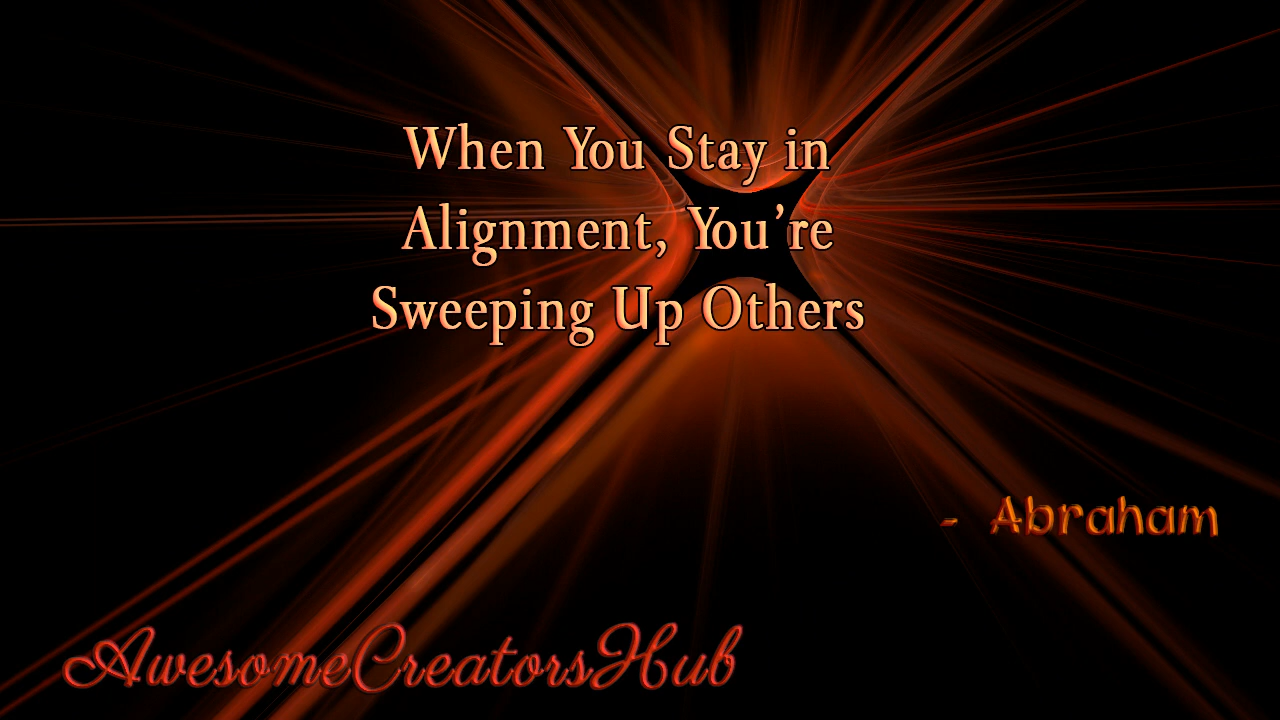 When You Stay in
Alignment, You’re
Sweeping Up Others
- Abraham
AwesomeCreatorsHub